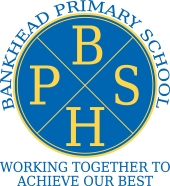 BANKHEAD PRIMARY SCHOOL
B
P S
H
WORKING TOGETHER TO
ACHIEVE OUR BEST